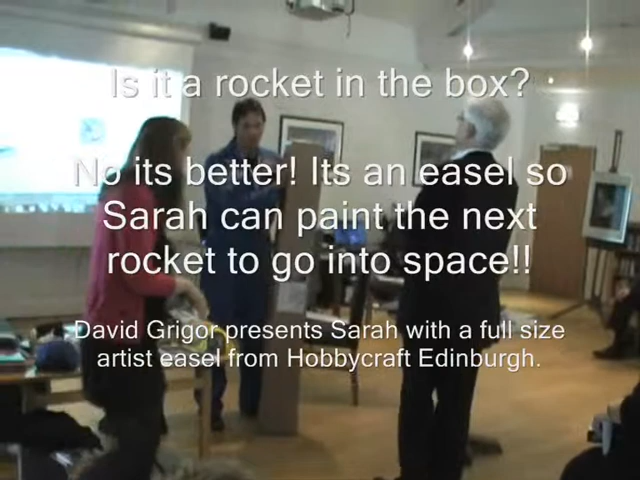 Is it a rocket in the box?
No its better! Its an easel so
Sarah can paint the next
rocket to go into space!!
David Grigor presents Sarah with a full size
artist easel from Hobbycraft Edinburgh.